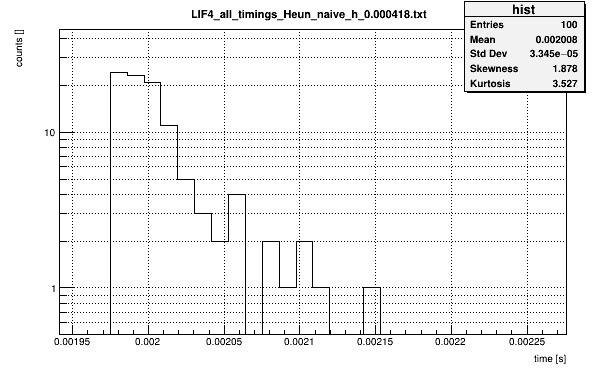 LIF4_all_timings_Heun_naive_h_0.000418.txt
hist
Entries 100
Mean 0.002008
Std Dev 3.345e−05
Skewness 1.878
Kurtosis 3.527
counts []
10
1
0.00195 0.002 0.00205 0.0021 0.00215 0.0022 0.00225
time [s]